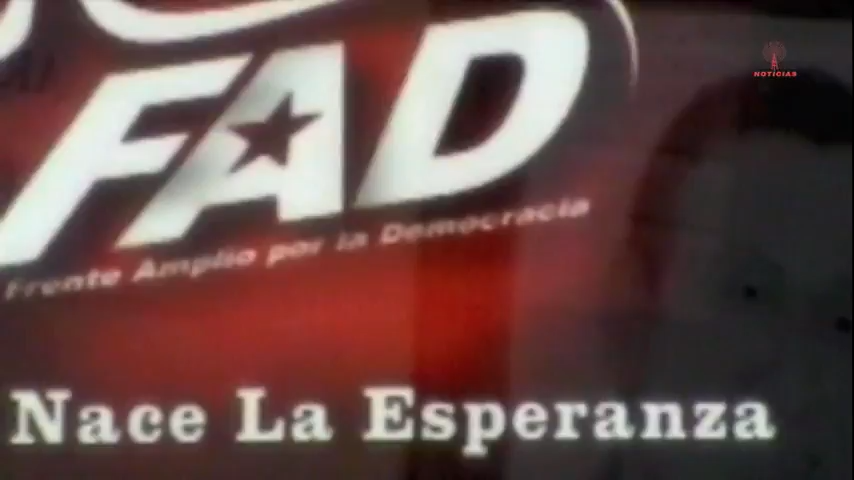 NOTICIAS
FAD
Frente Amplio por la Democracia
Nace La Esperanza